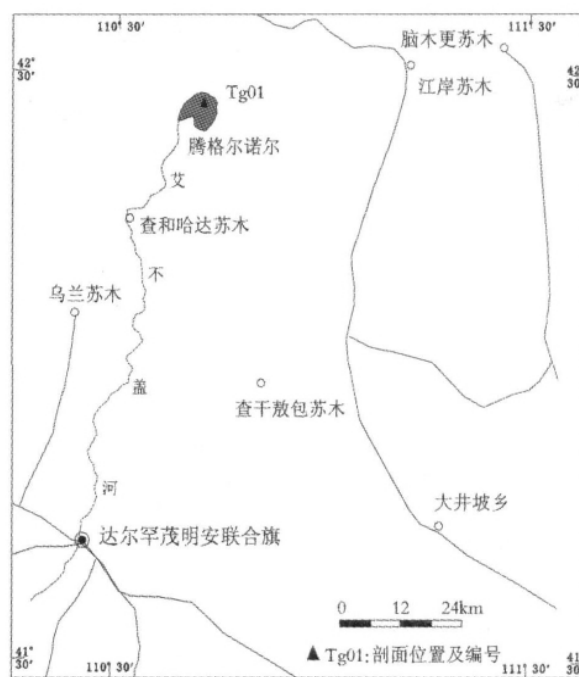 110°30′
111°30′
脑木更苏木
42°
30′
42°
30′
江岸苏木
Tg01
腾格尔诺尔
艾
查和哈达苏木
不
乌兰苏木
盖
查干敖包苏木
河
大井坡乡
达尔罕茂明安联合旗
0 12 24km
Tg01:剖面位置及编号
41°
30′
41°
30′
110°30′
111°30′